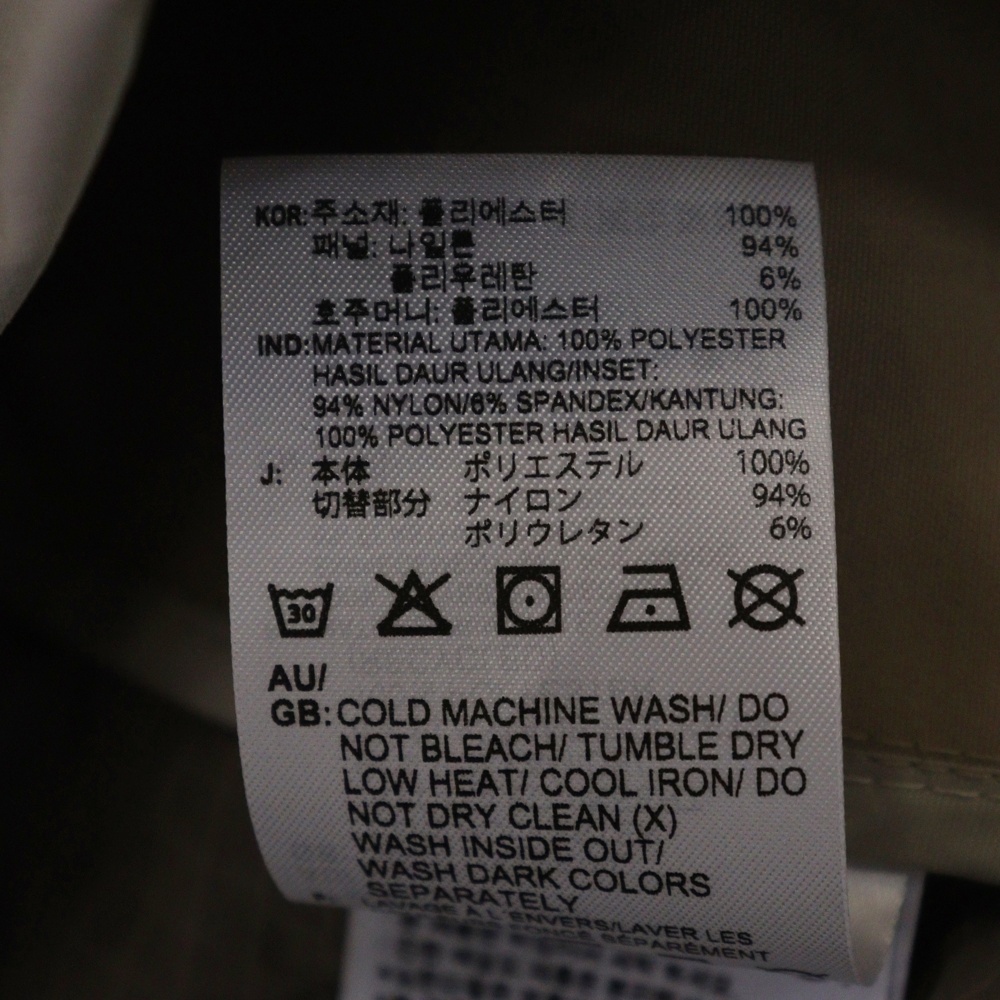 KOR:주소재: 폴리에스터 100%
패널: 나일론 94%
폴리우레탄 6%
호주머니: 폴리에스터 100%
IND:MATERIAL UTAMA: 100% POLYESTER
HASIL DAUR ULANG/INSET:
94% NYLON/6% SPANDEX/KANTUNG:
100% POLYESTER HASIL DAUR ULANG
J: 本体 ポリエステル 100%
切替部分 ナイロン 94%
ポリウレタン 6%
30
AU/
GB: COLD MACHINE WASH/ DO
NOT BLEACH/ TUMBLE DRY
LOW HEAT/ COOL IRON/ DO
NOT DRY CLEAN (X)
WASH INSIDE OUT/
WASH DARK COLORS
SEPARATELY
À L'ENVERS/LAVER LES
FONCÉ SÉPARÉMENT